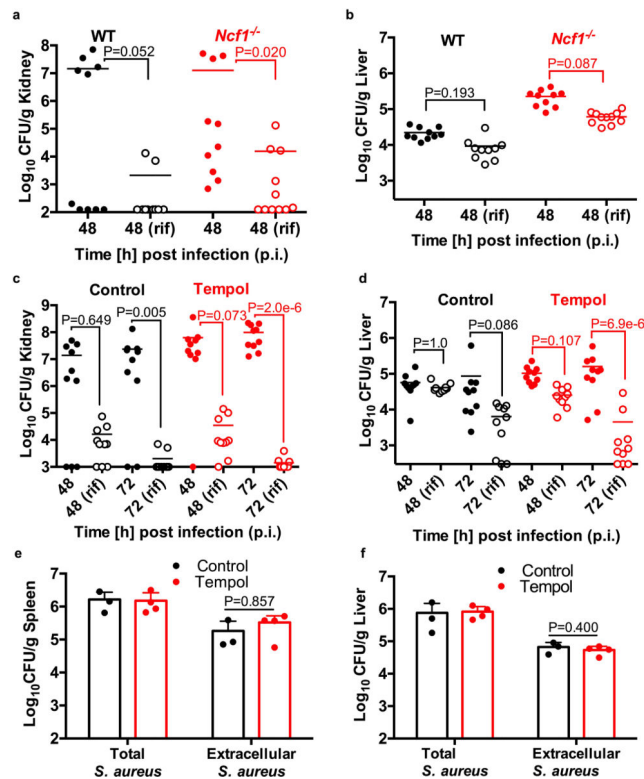 a
WT
Ncf1-/-
P=0.052
P=0.020
Log10 CFU/g Kidney
7
6
5
4
3
2
48
48 (rif)
48
48 (rif)
Time [h] post infection (p.i.)
b
WT
Ncf1-/-
P=0.193
P=0.087
Log10 CFU/g Liver
7
6
5
4
3
2
48
48 (rif)
48
48 (rif)
Time [h] post infection (p.i.)
c
Control
Tempol
P=0.649
P=0.005
P=0.073
P=2.0e-6
Log10 CFU/g Kidney
9
8
7
6
5
4
3
48
48 (rif)
72
72 (rif)
48
48 (rif)
72
72 (rif)
Time [h] post infection (p.i.)
d
Control
Tempol
P=1.0
P=0.086
P=0.107
P=6.9e-6
Log10 CFU/g Liver
7
6
5
4
3
48
48 (rif)
72
72 (rif)
48
48 (rif)
72
72 (rif)
Time [h] post infection (p.i.)
e
Control
Tempol
P=0.857
Log10CFU/g Spleen
7
6
5
4
Total
S. aureus
Extracellular
S. aureus
f
Control
Tempol
P=0.400
Log10CFU/g Liver
7
6
5
4
Total
S. aureus
Extracellular
S. aureus